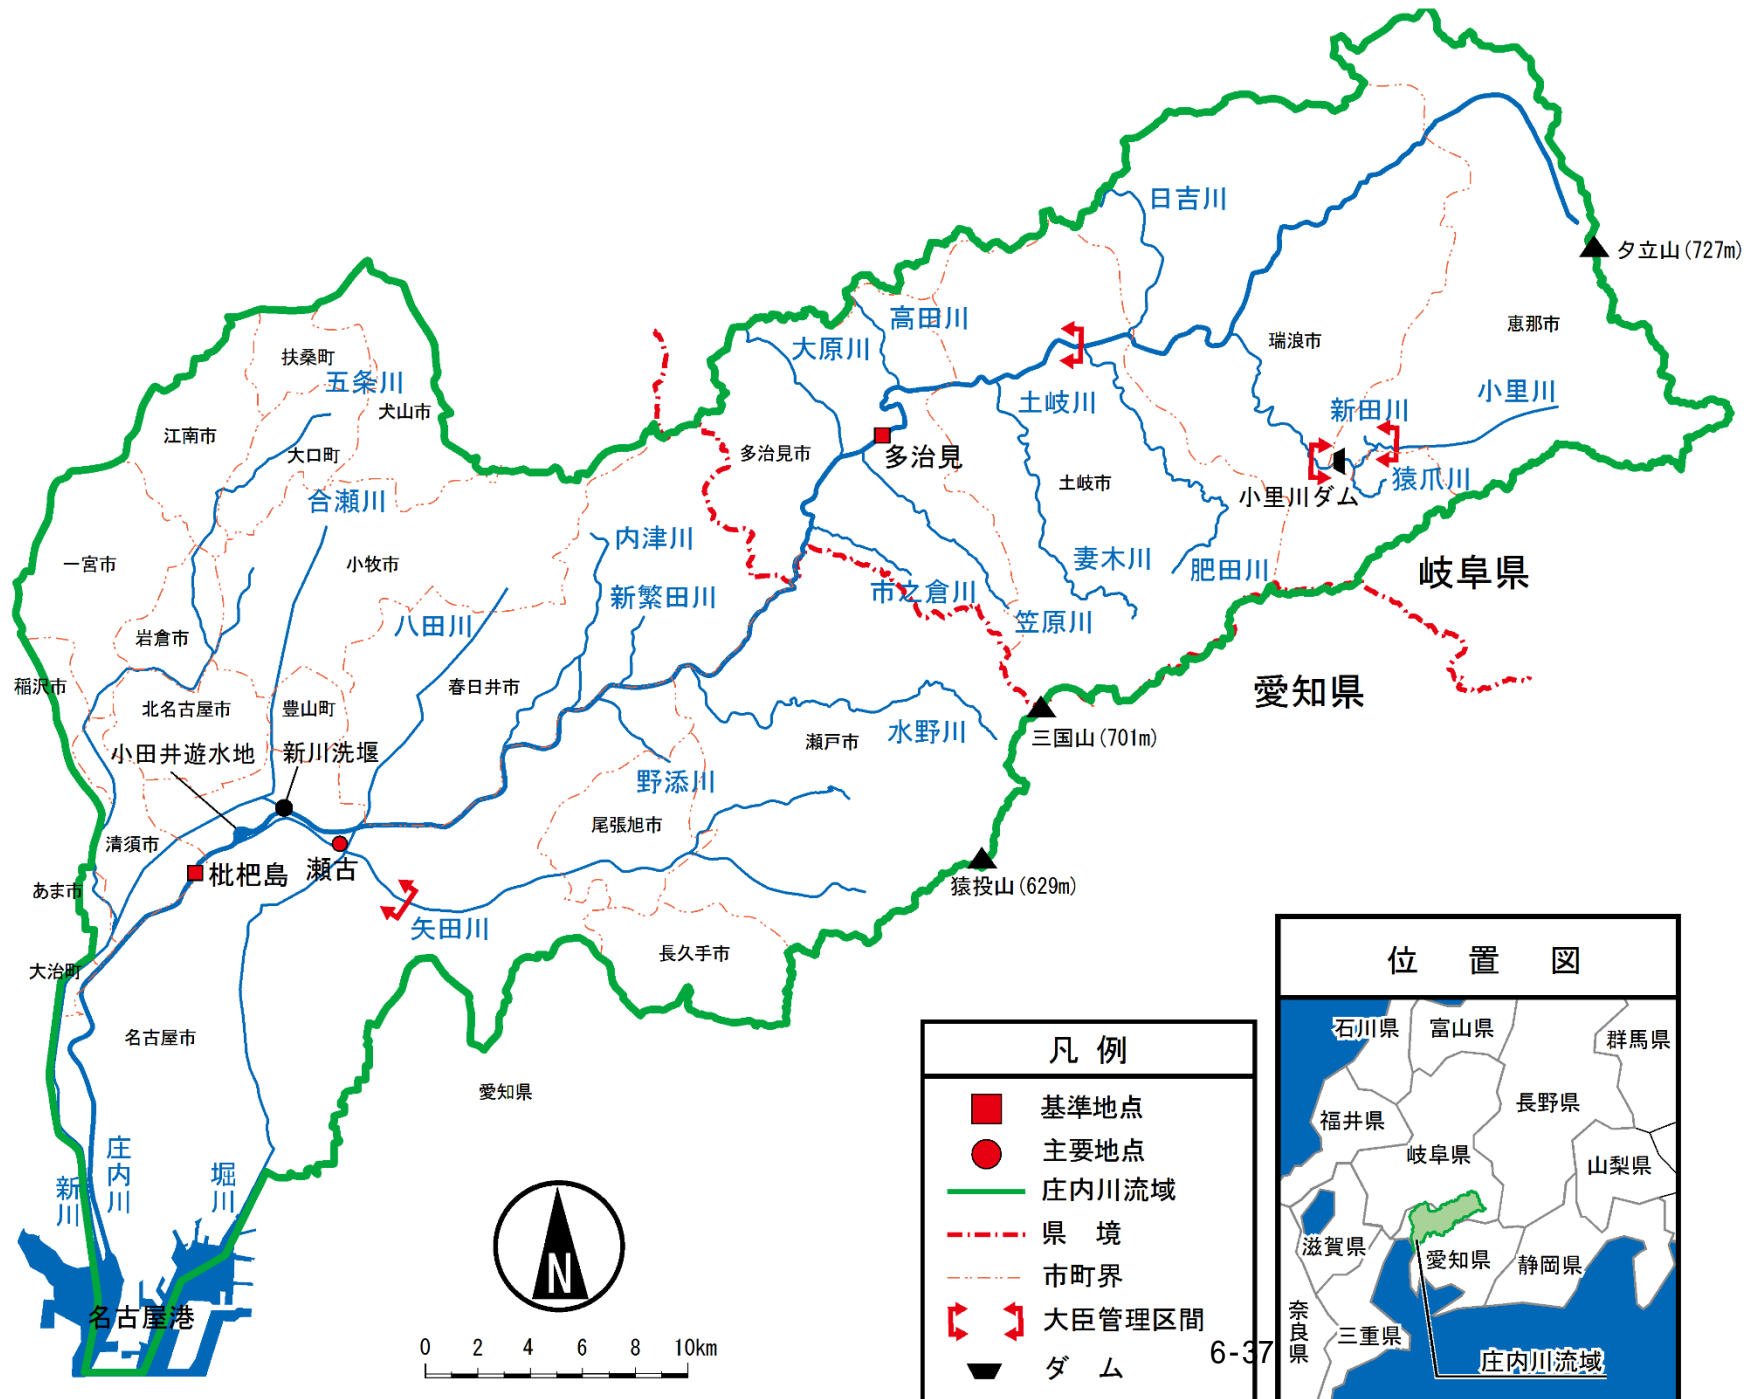 日吉川
夕立山(727m)
高田川
恵那市
大原川
瑞浪市
扶桑町
五条川
犬山市
小里川
土岐川
新田川
江南市
大口町
多治見市
多治見
土岐市
猿爪川
小里川ダム
合瀬川
内津川
一宮市
小牧市
妻木川
肥田川
岐阜県
市之倉川
新繁田川
笠原川
八田川
岩倉市
稲沢市
春日井市
愛知県
北名古屋市
豊山町
水野川
瀬戸市
三国山(701m)
小田井遊水地
新川洗堰
野添川
尾張旭市
清須市
枇杷島
瀬古
あま市
猿投山(629m)
矢田川
長久手市
大治町
名古屋市
愛知県
庄内川
新川
堀川
名古屋港
N
0 2 4 6 8 10km
凡 例
基準地点
主要地点
庄内川流域
県 境
市町界
大臣管理区間
ダ ム
6-37
位 置 図
石川県
富山県
群馬県
長野県
福井県
岐阜県
山梨県
滋賀県
愛知県
静岡県
奈良県
三重県
庄内川流域